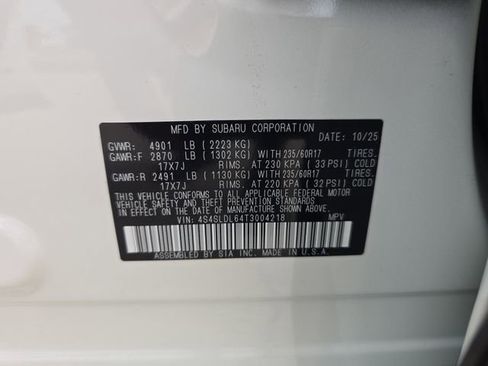 MFD BY SUBARU CORPORATION DATE: 10/25
GVWR: 4901 LB (2223 KG)
GAWR:F 2870 LB (1302 KG) WITH 235/60R17 TIRES.
17X7J RIMS. AT 230 KPA (33 PSI) COLD
GAWR:R 2491 LB (1130 KG) WITH 235/60R17 TIRES.
17X7J RIMS. AT 220 KPA (32 PSI) COLD
THIS VEHICLE CONFORMS TO ALL APPLICABLE FEDERAL MOTOR
VEHICLE SAFETY AND THEFT PREVENTION STANDARDS
IN EFFECT ON THE DATE OF MANUFACTURE SHOWN ABOVE.
VIN: 4S4SLDL64T3004218 MPV
ASSEMBLED BY SIA INC. MADE IN U.S.A.